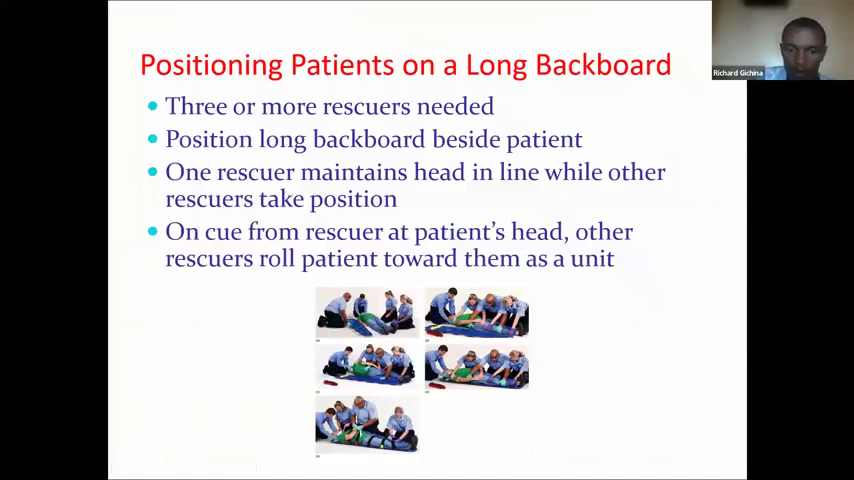 Positioning Patients on a Long Backboard
Richard Gichina
• Three or more rescuers needed
• Position long backboard beside patient
• One rescuer maintains head in line while other
rescuers take position
• On cue from rescuer at patient's head, other
rescuers roll patient toward them as a unit